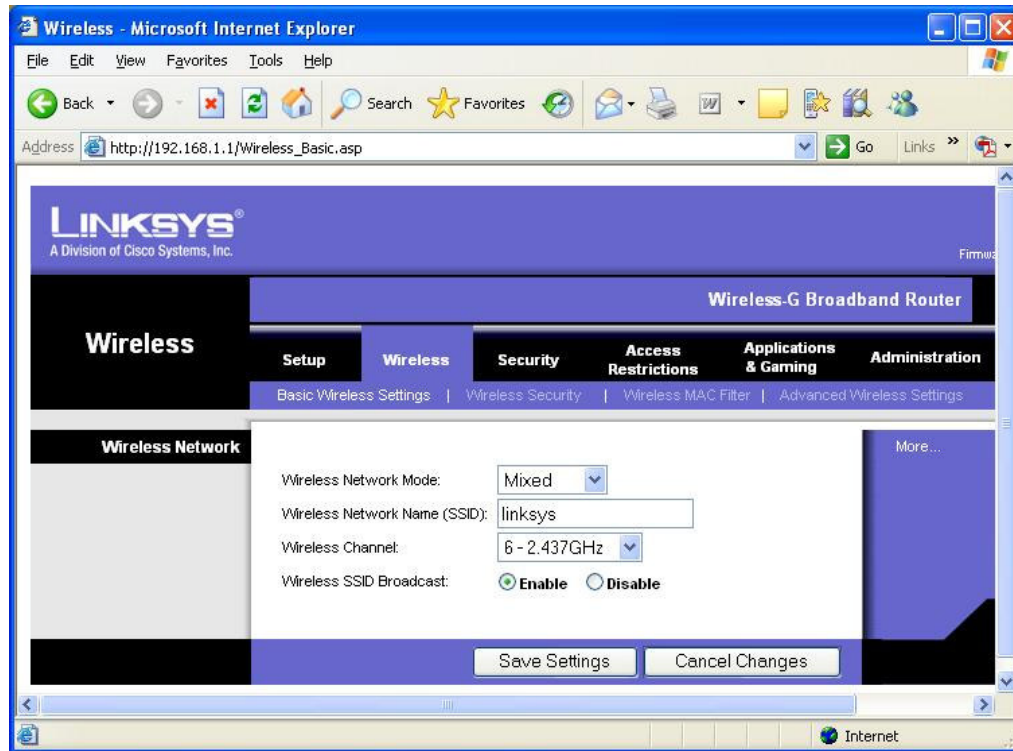 Wireless - Microsoft Internet Explorer
File Edit View Favorites Tools Help
Back Search Favorites
Address http://192.168.1.1/Wireless_Basic.asp Go Links »
LINKSYS®
A Division of Cisco Systems, Inc.
Firmwa
Wireless-G Broadband Router
Wireless
Setup Wireless Security Access Restrictions Applications & Gaming Administration
Basic Wireless Settings | Wireless Security | Wireless MAC Filter | Advanced Wireless Settings
Wireless Network
More...
Wireless Network Mode: Mixed
Wireless Network Name (SSID): linksys
Wireless Channel: 6 - 2.437GHz
Wireless SSID Broadcast: Enable Disable
Save Settings Cancel Changes
Internet